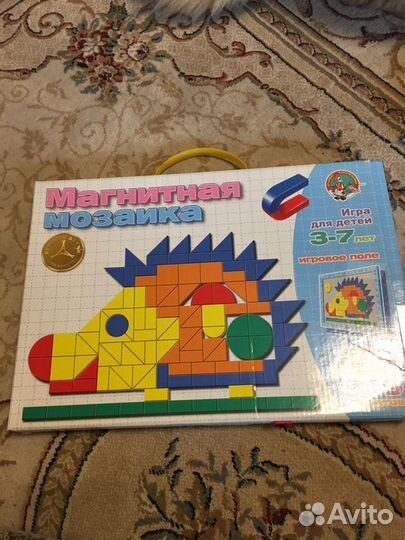 Магнитная
мозаика
Игра
для детей
3-7 лет
игровое поле
Avito